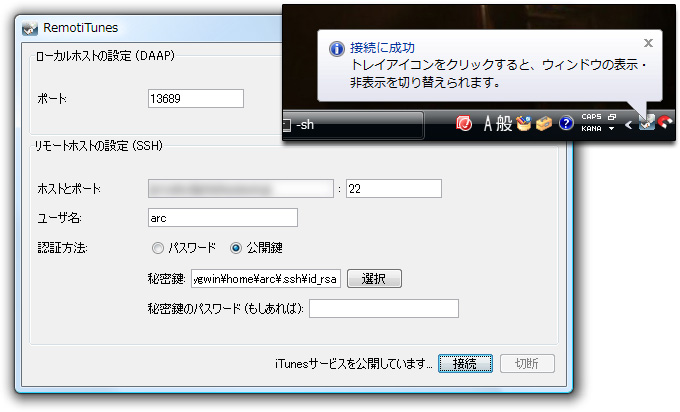 RemotiTunes
ローカルホストの設定 (DAAP)
ポート:
13689
接続に成功
トレイアイコンをクリックすると、ウィンドウの表示・
非表示を切り替えられます。
-sh
A 般
CAPS
KANA
リモートホストの設定 (SSH)
ホストとポート:
: 22
ユーザ名:
arc
認証方法:
パスワード
公開鍵
秘密鍵:
ygwin¥home¥arc¥.ssh¥id_rsa
選択
秘密鍵のパスワード (もしあれば):
iTunesサービスを公開しています...
接続
切断